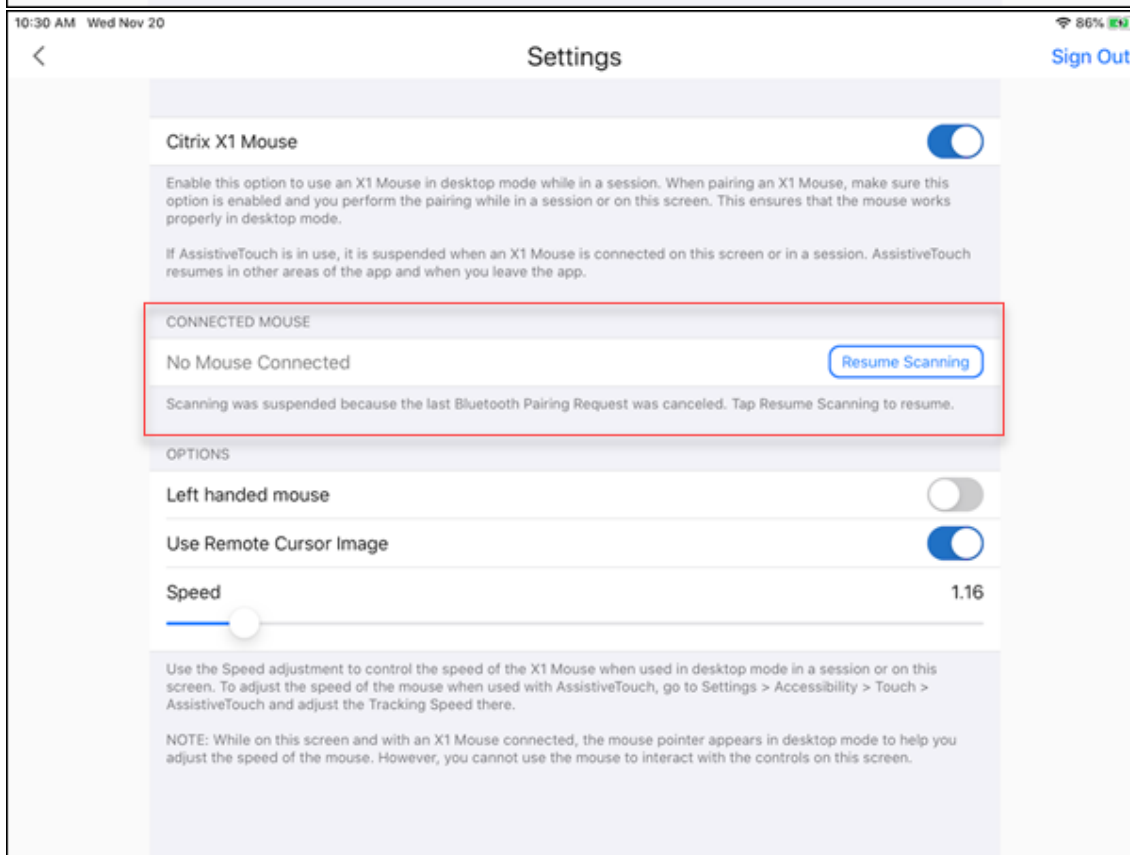 10:30 AM Wed Nov 20
86%
Settings
Sign Out
Citrix X1 Mouse
Enable this option to use an X1 Mouse in desktop mode while in a session. When pairing an X1 Mouse, make sure this
option is enabled and you perform the pairing while in a session or on this screen. This ensures that the mouse works
properly in desktop mode.
If AssistiveTouch is in use, it is suspended when an X1 Mouse is connected on this screen or in a session. AssistiveTouch
resumes in other areas of the app and when you leave the app.
CONNECTED MOUSE
No Mouse Connected
Resume Scanning
Scanning was suspended because the last Bluetooth Pairing Request was canceled. Tap Resume Scanning to resume.
OPTIONS
Left handed mouse
Use Remote Cursor Image
Speed
1.16
Use the Speed adjustment to control the speed of the X1 Mouse when used in desktop mode in a session or on this
screen. To adjust the speed of the mouse when used with AssistiveTouch, go to Settings > Accessibility > Touch >
AssistiveTouch and adjust the Tracking Speed there.
NOTE: While on this screen and with an X1 Mouse connected, the mouse pointer appears in desktop mode to help you
adjust the speed of the mouse. However, you cannot use the mouse to interact with the controls on this screen.